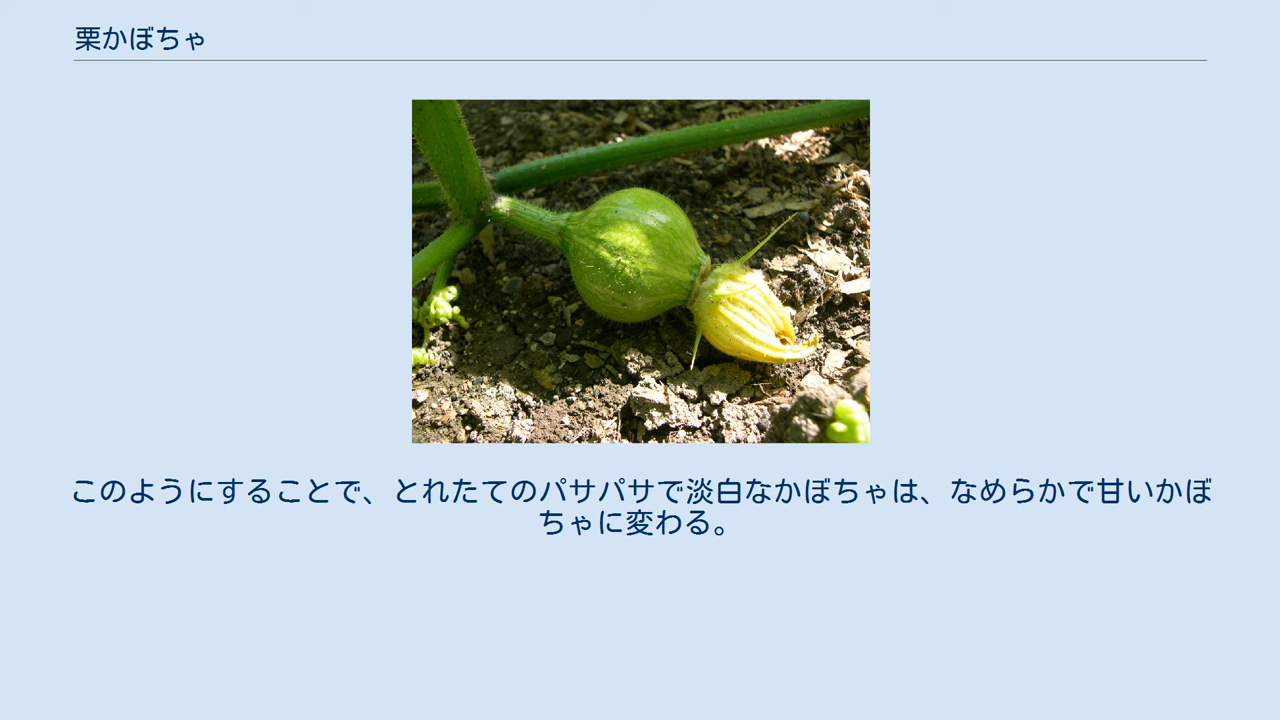 栗かぼちゃ
このようにすることで、とれたてのパサパサで淡白なかぼちゃは、なめらかで甘いかぼ
ちゃに変わる。